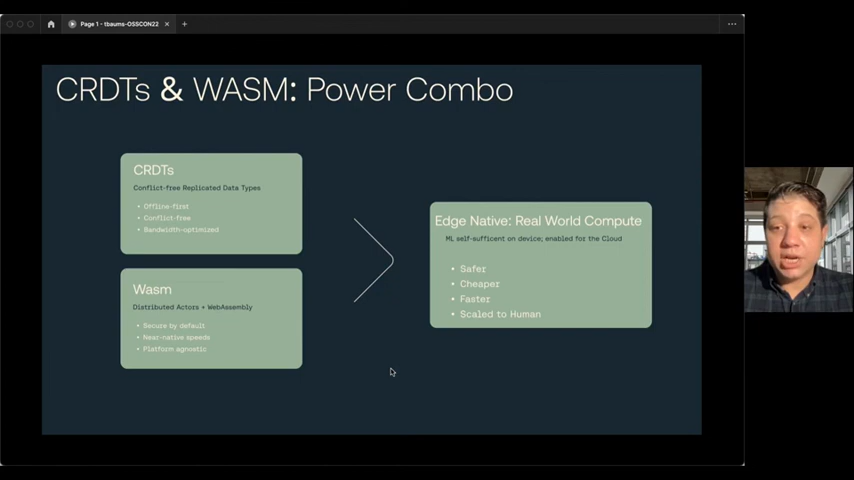 Page 1 - tbaums-OSSCON22
CRDTs & WASM: Power Combo
CRDTs
Conflict-free Replicated Data Types
• Offline-first
• Conflict-free
• Bandwidth-optimized
Wasm
Distributed Actors + WebAssembly
• Secure by default
• Near-native speeds
• Platform agnostic
Edge Native: Real World Compute
ML self-sufficent on device; enabled for the Cloud
• Safer
• Cheaper
• Faster
• Scaled to Human